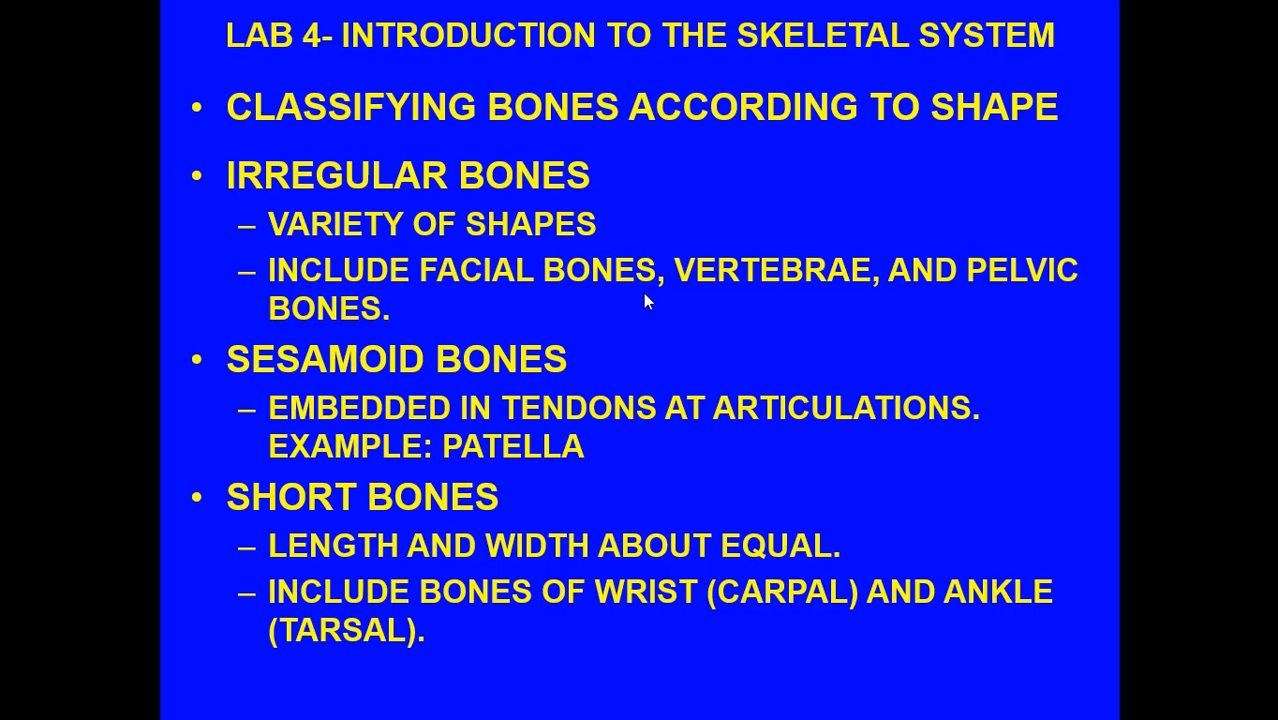 LAB 4- INTRODUCTION TO THE SKELETAL SYSTEM
• CLASSIFYING BONES ACCORDING TO SHAPE
• IRREGULAR BONES
– VARIETY OF SHAPES
– INCLUDE FACIAL BONES, VERTEBRAE, AND PELVIC
BONES.
• SESAMOID BONES
– EMBEDDED IN TENDONS AT ARTICULATIONS.
EXAMPLE: PATELLA
• SHORT BONES
– LENGTH AND WIDTH ABOUT EQUAL.
– INCLUDE BONES OF WRIST (CARPAL) AND ANKLE
(TARSAL).